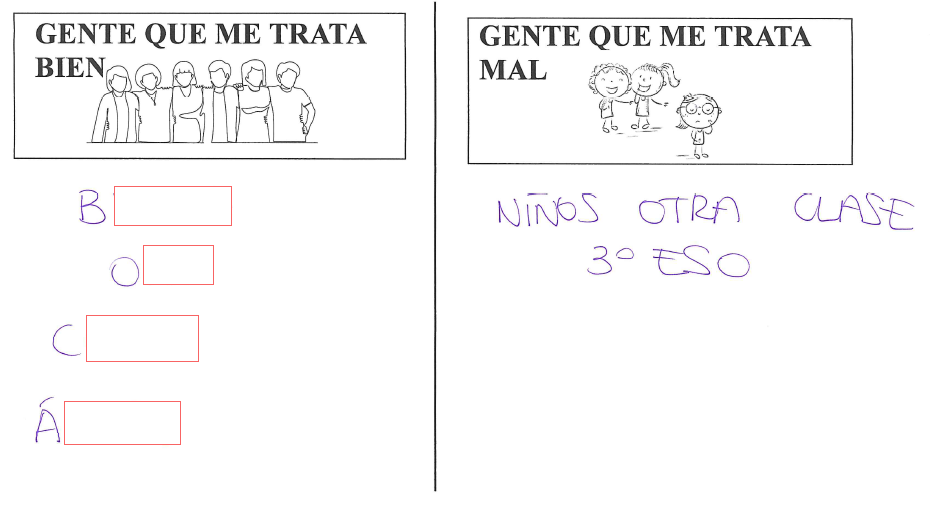 GENTE QUE ME TRATA
BIEN
B
O
C
Á
GENTE QUE ME TRATA
MAL
NIÑOS OTRA CLASE
3º ESO